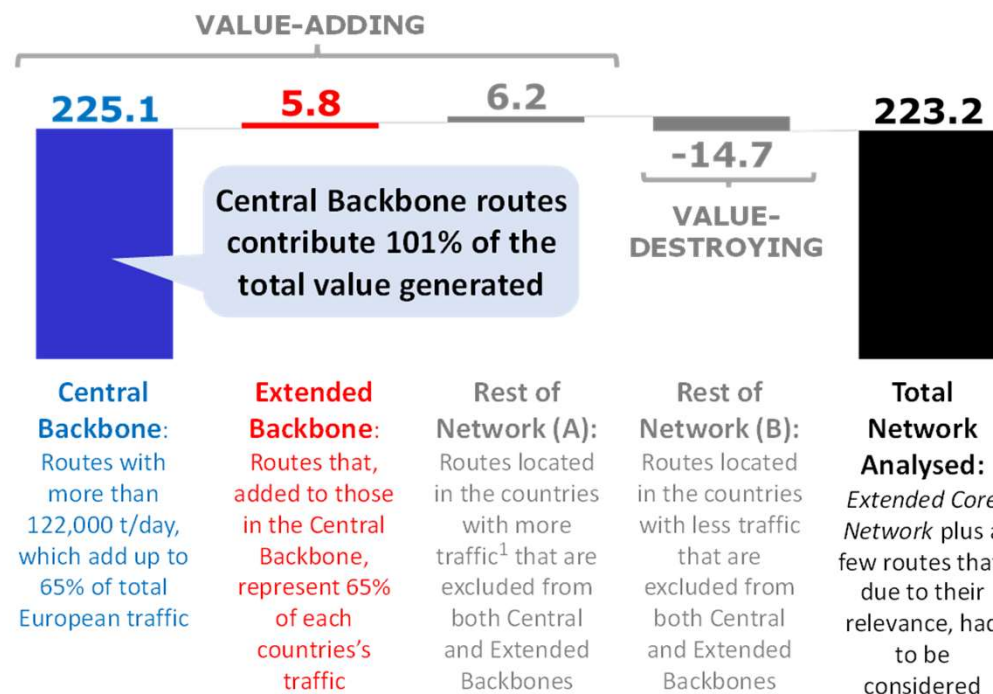 VALUE-ADDING
225.1
5.8
6.2
-14.7
223.2
VALUE-
DESTROYING
Central Backbone routes
contribute 101% of the
total value generated
Central
Backbone:
Routes with
more than
122,000 t/day,
which add up to
65% of total
European traffic
Extended
Backbone:
Routes that,
added to those
in the Central
Backbone,
represent 65%
of each
countries's
traffic
Rest of
Network (A):
Routes located
in the countries
with more
traffic¹ that are
excluded from
both Central
and Extended
Backbones
Rest of
Network (B):
Routes located
in the countries
with less traffic
that are
excluded from
both Central
and Extended
Backbones
Total
Network
Analysed:
Extended Core
Network plus a
few routes that
due to their
relevance, had
to be
considered